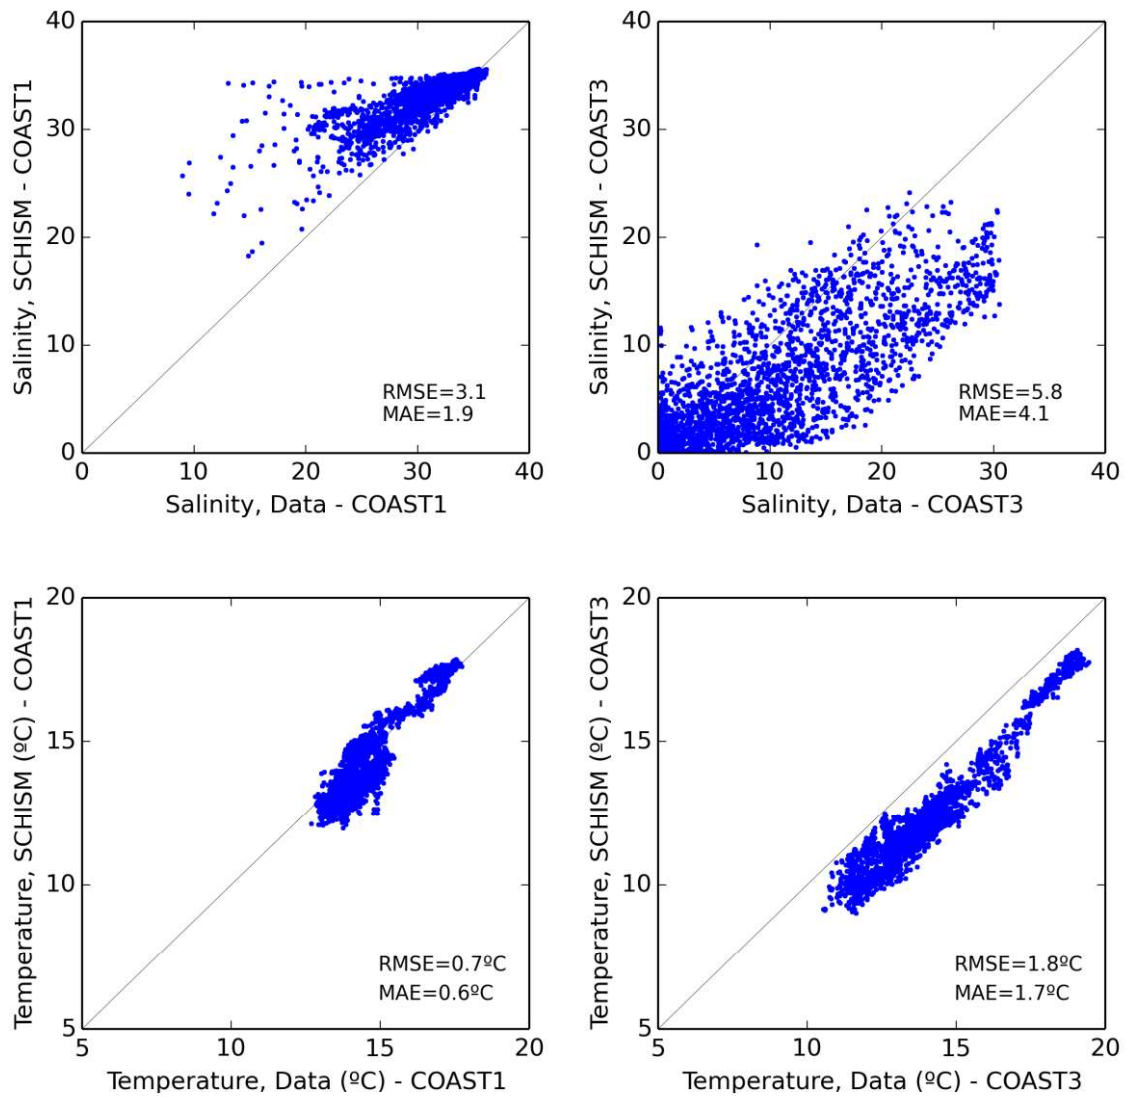 40
30
20
10
0
Salinity, SCHISM - COAST1
RMSE=3.1
MAE=1.9
0 10 20 30 40
Salinity, Data - COAST1
40
30
20
10
0
Salinity, SCHISM - COAST3
RMSE=5.8
MAE=4.1
0 10 20 30 40
Salinity, Data - COAST3
20
15
10
5
Temperature, SCHISM (ºC) - COAST1
RMSE=0.7ºC
MAE=0.6ºC
5 10 15 20
Temperature, Data (ºC) - COAST1
20
15
10
5
Temperature, SCHISM (ºC) - COAST3
RMSE=1.8ºC
MAE=1.7ºC
5 10 15 20
Temperature, Data (ºC) - COAST3